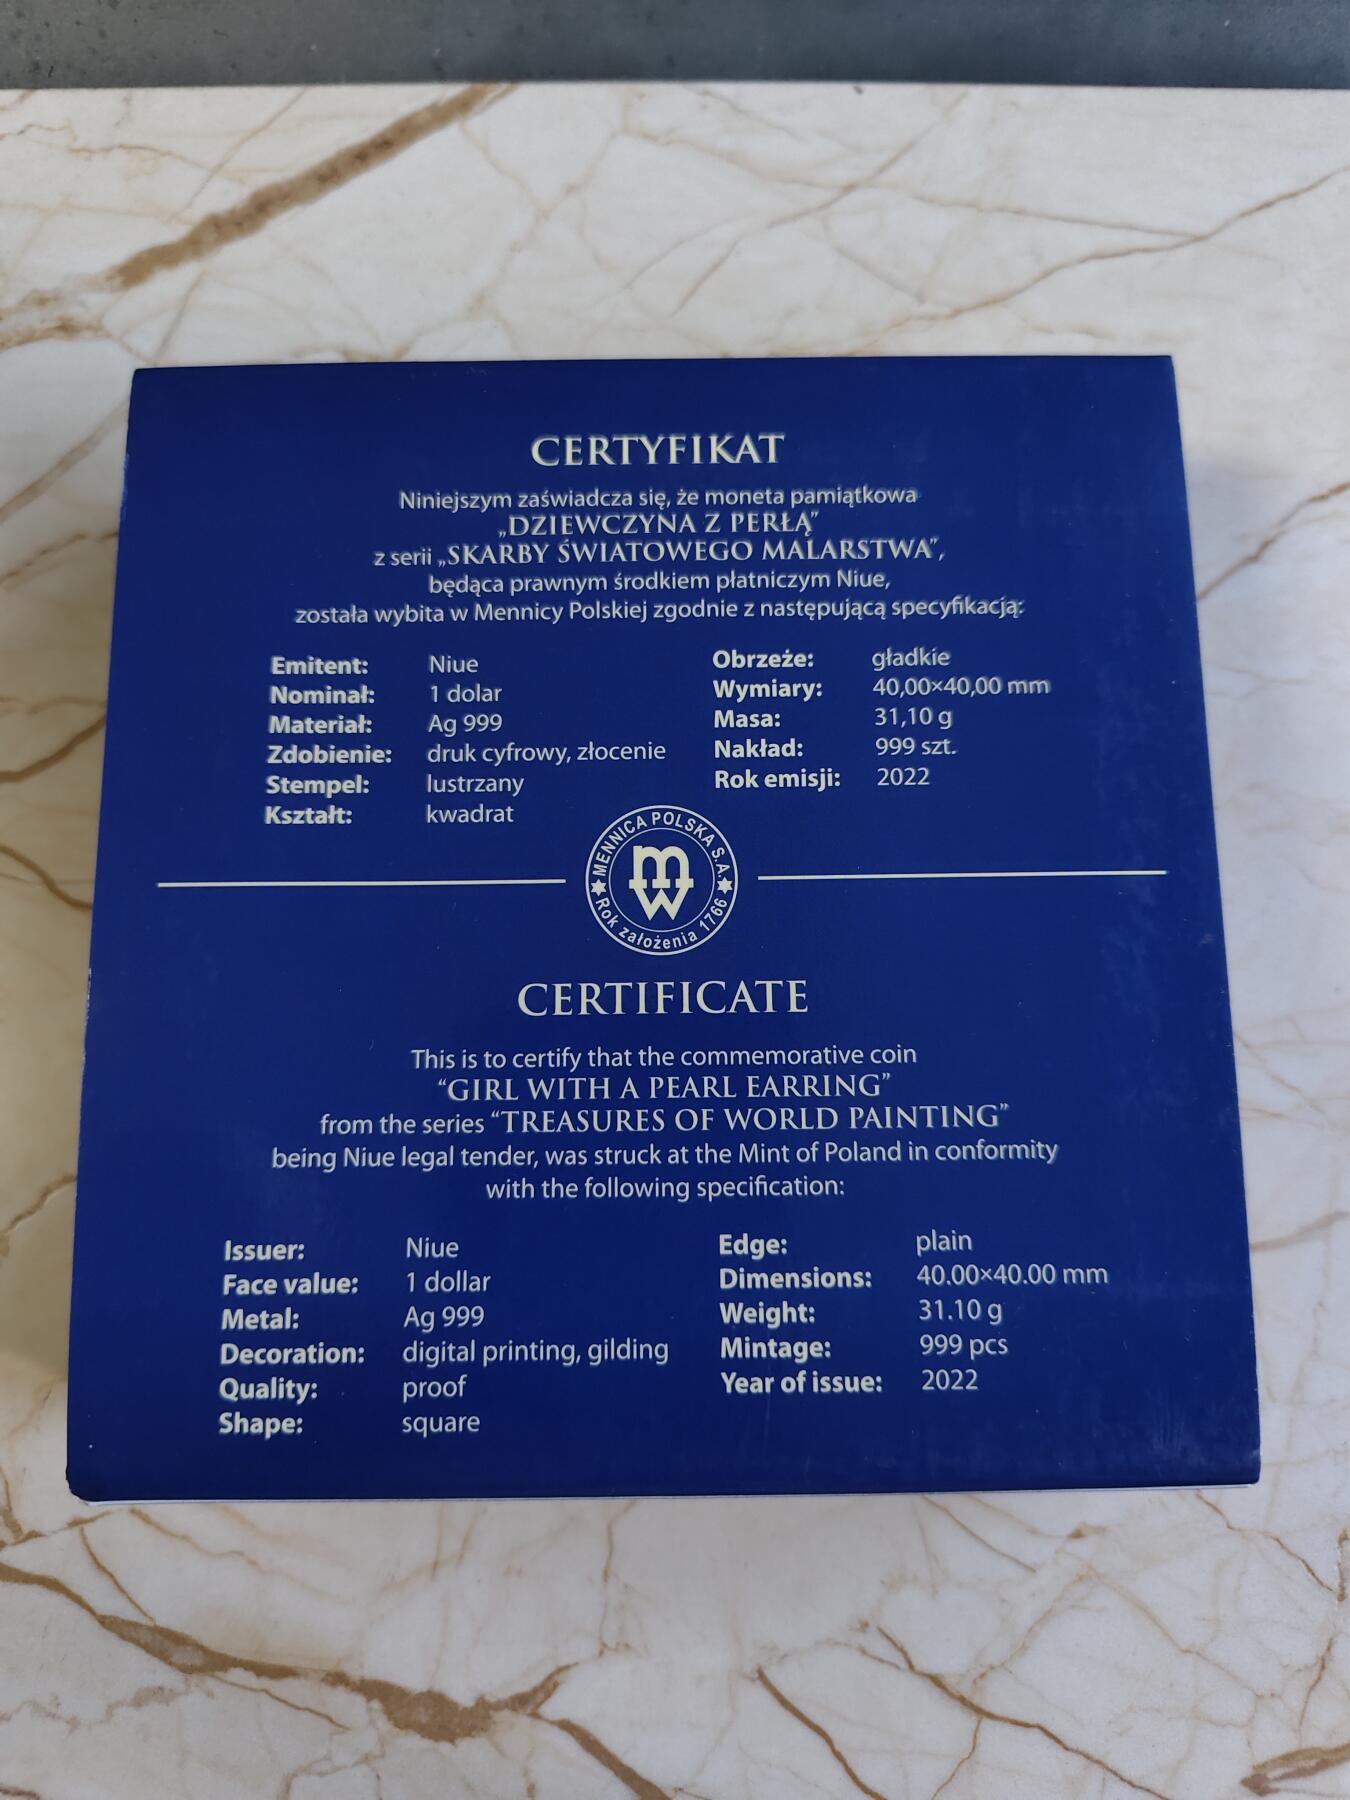 CERTYFIKAT
Niniejszym zaświadcza się, że moneta pamiątkowa
„DZIEWCZYNA Z PERŁĄ”
z serii „SKARBY ŚWIATOWEGO MALARSTWA”,
będąca prawnym środkiem płatniczym Niue,
została wybita w Mennicy Polskiej zgodnie z następującą specyfikacją:
Emitent: Niue
Nominał: 1 dolar
Materiał: Ag 999
Zdobienie: druk cyfrowy, złocenie
Stempel: lustrzany
Kształt: kwadrat
Obrzeże: gładkie
Wymiary: 40,00×40,00 mm
Masa: 31,10 g
Nakład: 999 szt.
Rok emisji: 2022
MENNICA POLSKA S.A.
mw
Rok założenia 1766
CERTIFICATE
This is to certify that the commemorative coin
“GIRL WITH A PEARL EARRING”
from the series “TREASURES OF WORLD PAINTING”
being Niue legal tender, was struck at the Mint of Poland in conformity
with the following specification:
Issuer: Niue
Face value: 1 dollar
Metal: Ag 999
Decoration: digital printing, gilding
Quality: proof
Shape: square
Edge: plain
Dimensions: 40.00×40.00 mm
Weight: 31.10 g
Mintage: 999 pcs
Year of issue: 2022